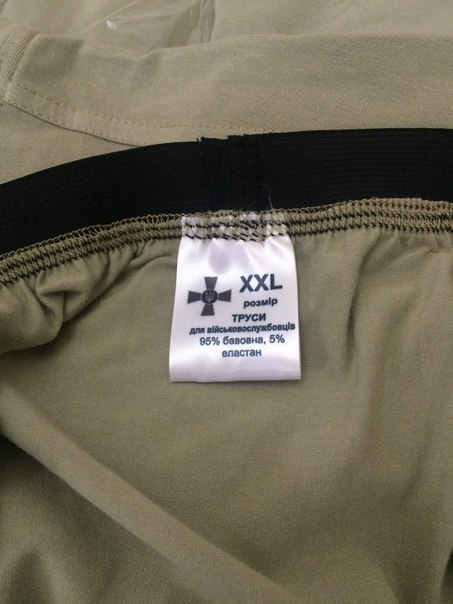 XXL
розмір
ТРУСИ
для військовослужбовців
95% бавовна, 5%
еластан